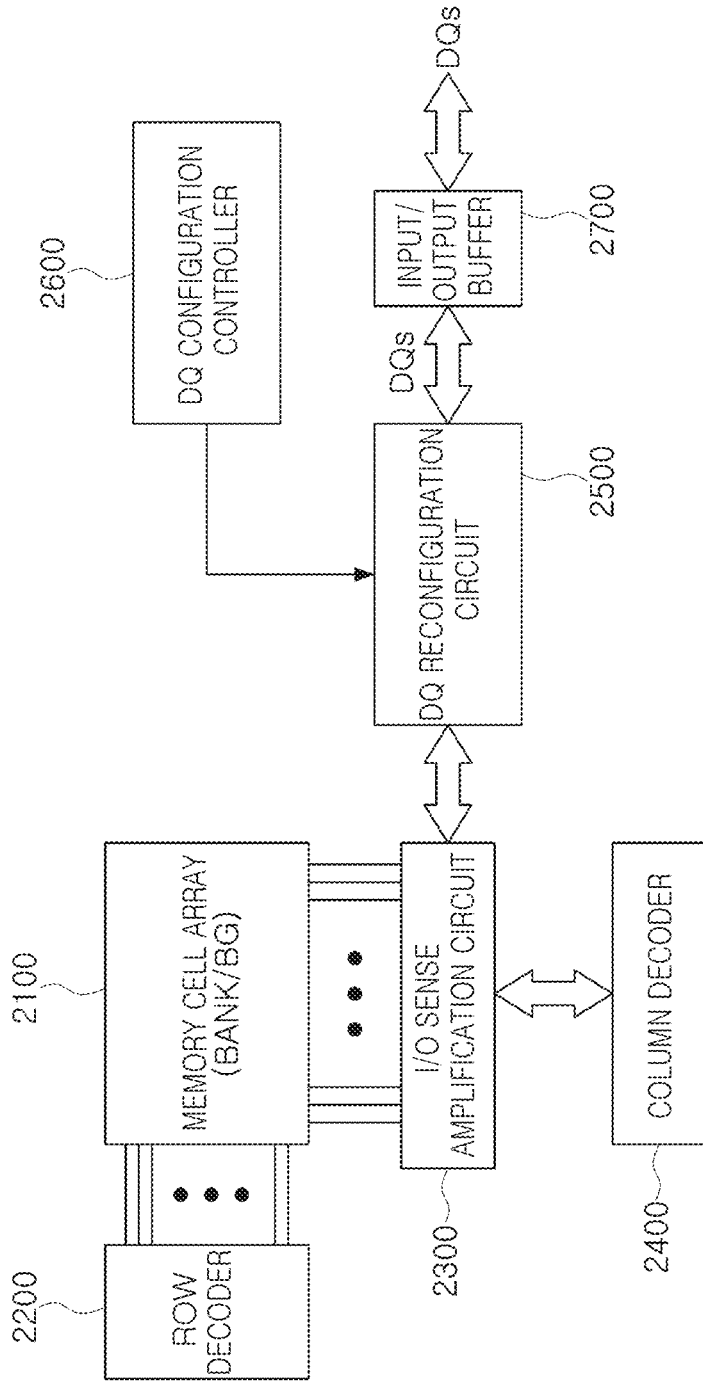 2200
ROW
DECODER
2100
MEMORY CELL ARRAY
(BANK/BG)
2300
I/O SENSE
AMPLIFICATION CIRCUIT
2400
COLUMN DECODER
2600
DQ CONFIGURATION
CONTROLLER
DQ RECONFIGURATION
CIRCUIT
2500
DQs
INPUT/
OUTPUT
BUFFER
2700
DQs